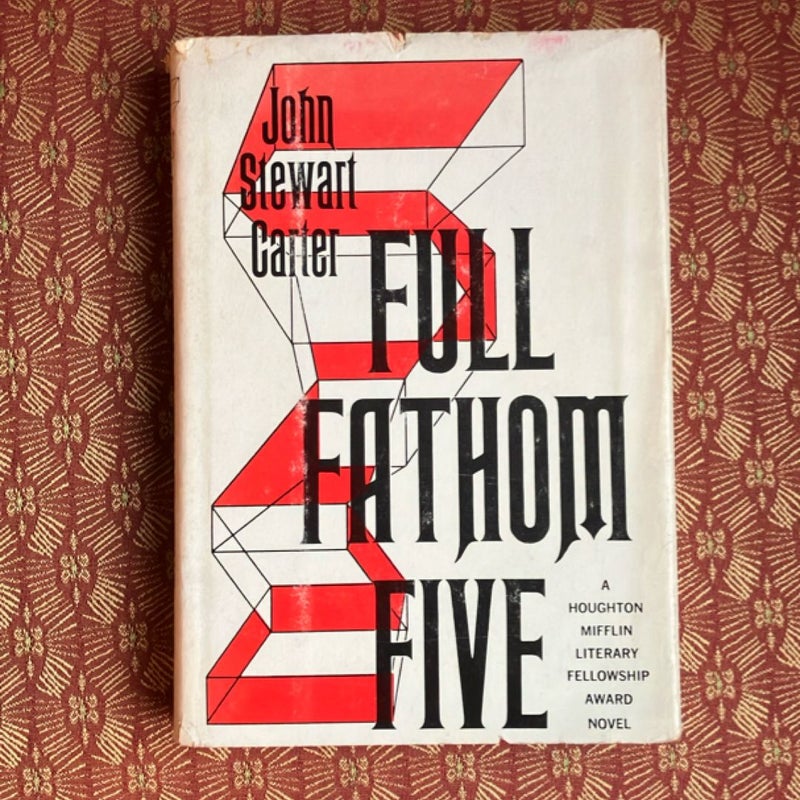 John
Stewart
Carter
FULL
FATHOM
FIVE
A
HOUGHTON
MIFFLIN
LITERARY
FELLOWSHIP
AWARD
NOVEL